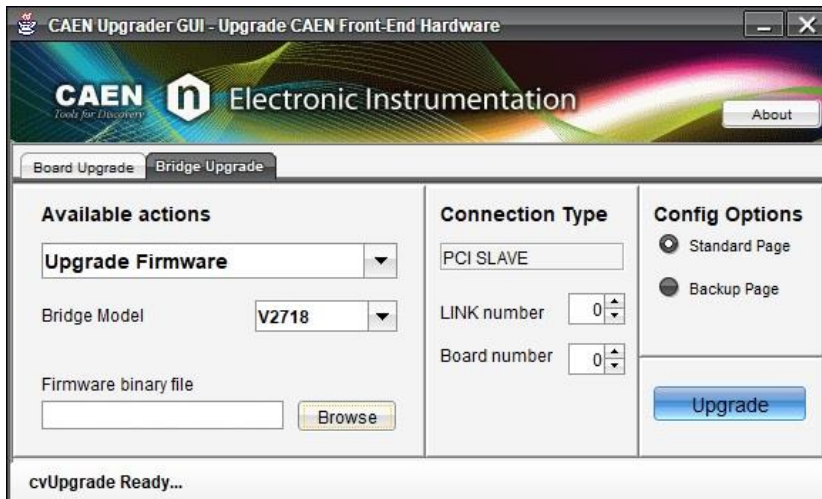 CAEN Upgrader GUI - Upgrade CAEN Front-End Hardware
CAEN n Electronic Instrumentation
Tools for Discovery
About
Board Upgrade
Bridge Upgrade
Available actions
Upgrade Firmware
Bridge Model
V2718
Firmware binary file
Browse
Connection Type
PCI SLAVE
LINK number
0
Board number
0
Config Options
Standard Page
Backup Page
Upgrade
cvUpgrade Ready...